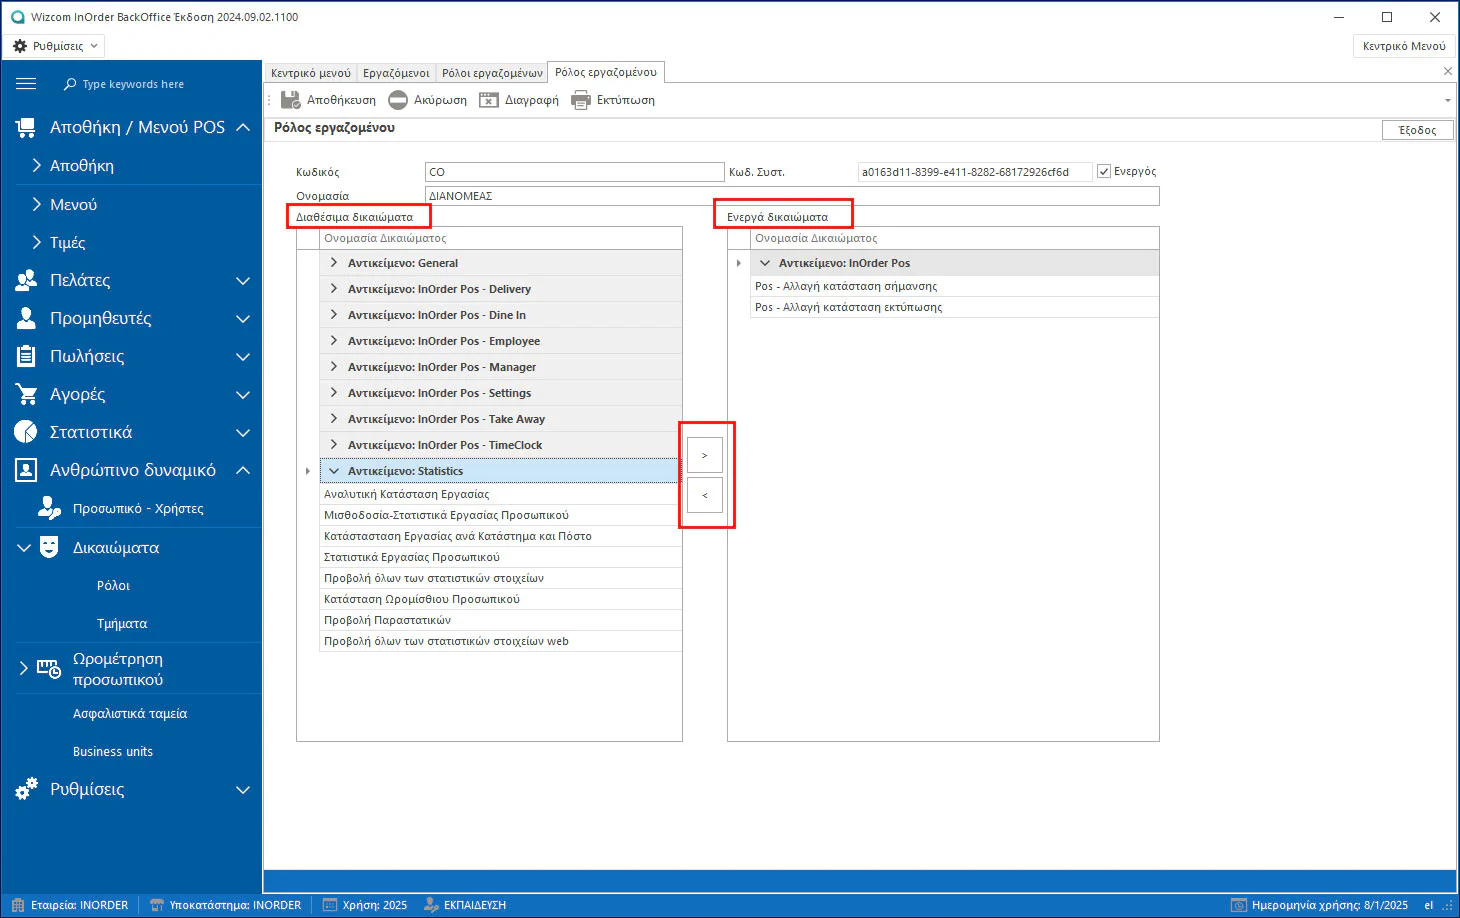 Wizcom InOrder BackOffice Έκδοση 2024.09.02.1100
Ρυθμίσεις
Κεντρικό Μενού
Type keywords here
Αποθήκη / Μενού POS
Αποθήκη
Μενού
Τιμές
Πελάτες
Προμηθευτές
Πωλήσεις
Αγορές
Στατιστικά
Ανθρώπινο δυναμικό
Προσωπικό - Χρήστες
Δικαιώματα
Ρόλοι
Τμήματα
Ωρομέτρηση
προσωπικού
Ασφαλιστικά ταμεία
Business units
Ρυθμίσεις
Κεντρικό μενού Εργαζόμενοι Ρόλοι εργαζομένων Ρόλος εργαζομένου
Αποθήκευση Ακύρωση Διαγραφή Εκτύπωση
Ρόλος εργαζομένου
Έξοδος
Κωδικός CO Κωδ. Συστ. a0163d11-8399-e411-8282-68172926cf6d Ενεργός
Ονομασία ΔΙΑΝΟΜΕΑΣ
Διαθέσιμα δικαιώματα
Ονομασία Δικαιώματος
Αντικείμενο: General
Αντικείμενο: InOrder Pos - Delivery
Αντικείμενο: InOrder Pos - Dine In
Αντικείμενο: InOrder Pos - Employee
Αντικείμενο: InOrder Pos - Manager
Αντικείμενο: InOrder Pos - Settings
Αντικείμενο: InOrder Pos - Take Away
Αντικείμενο: InOrder Pos - TimeClock
Αντικείμενο: Statistics
Αναλυτική Κατάσταση Εργασίας
Μισθοδοσία-Στατιστικά Εργασίας Προσωπικού
Κατάστασταση Εργασίας ανά Κατάστημα και Πόστο
Στατιστικά Εργασίας Προσωπικού
Προβολή όλων των στατιστικών στοιχείων
Κατάσταση Ωρομίσθιου Προσωπικού
Προβολή Παραστατικών
Προβολή όλων των στατιστικών στοιχείων web
>
<
Ενεργά δικαιώματα
Ονομασία Δικαιώματος
Αντικείμενο: InOrder Pos
Pos - Αλλαγή κατάσταση σήμανσης
Pos - Αλλαγή κατάσταση εκτύπωσης
Εταιρεία: INORDER Υποκατάστημα: INORDER Χρήση: 2025 ΕΚΠΑΙΔΕΥΣΗ Ημερομηνία χρήσης: 8/1/2025 el